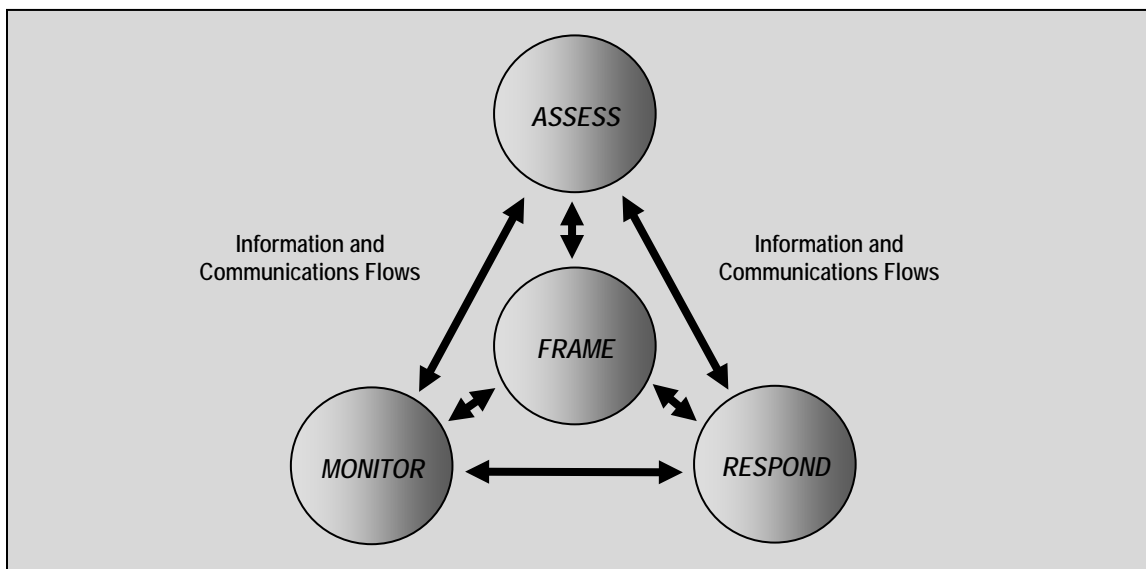 ASSESS
Information and
Communications Flows
Information and
Communications Flows
FRAME
MONITOR
RESPOND